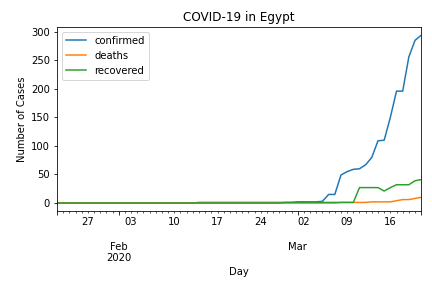 COVID-19 in Egypt
confirmed
deaths
recovered
Number of Cases
300
250
200
150
100
50
0
27 03 10 17 24 02 09 16
Feb Mar
2020
Day